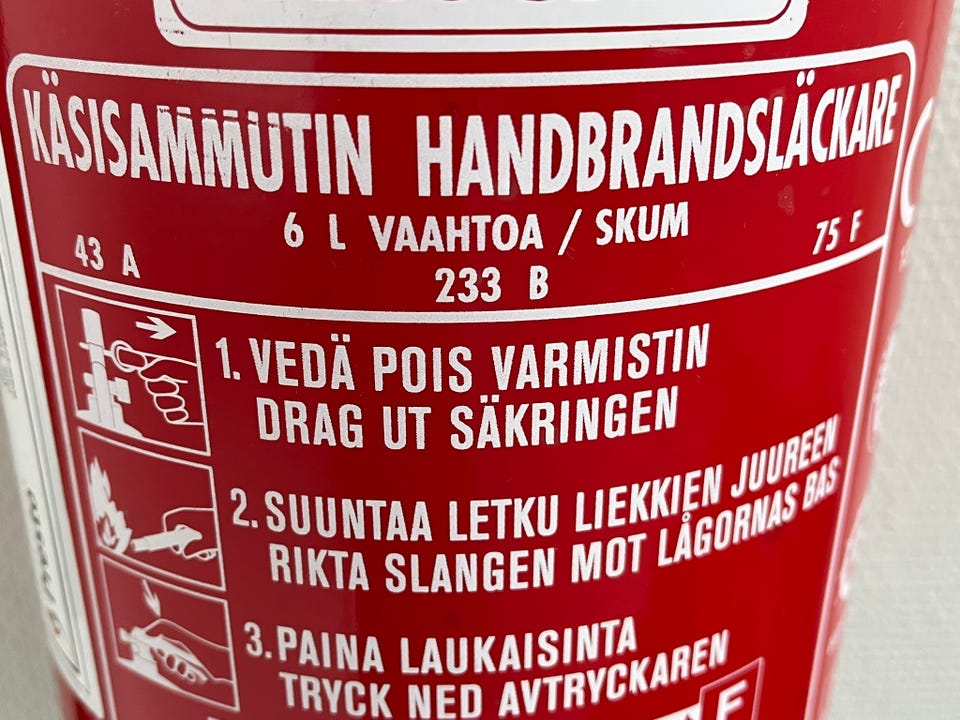 KÄSISAMMUTIN HANDBRANDSLÄCKARE
6 L VAAHTOA / SKUM
43 A 233 B 75 F
1. VEDÄ POIS VARMISTIN
DRAG UT SÄKRINGEN
2. SUUNTAA LETKU LIEKKIEN JUUREEN
RIKTA SLANGEN MOT LÅGORNAS BAS
3. PAINA LAUKAISINTA
TRYCK NED AVTRYCKAREN
F